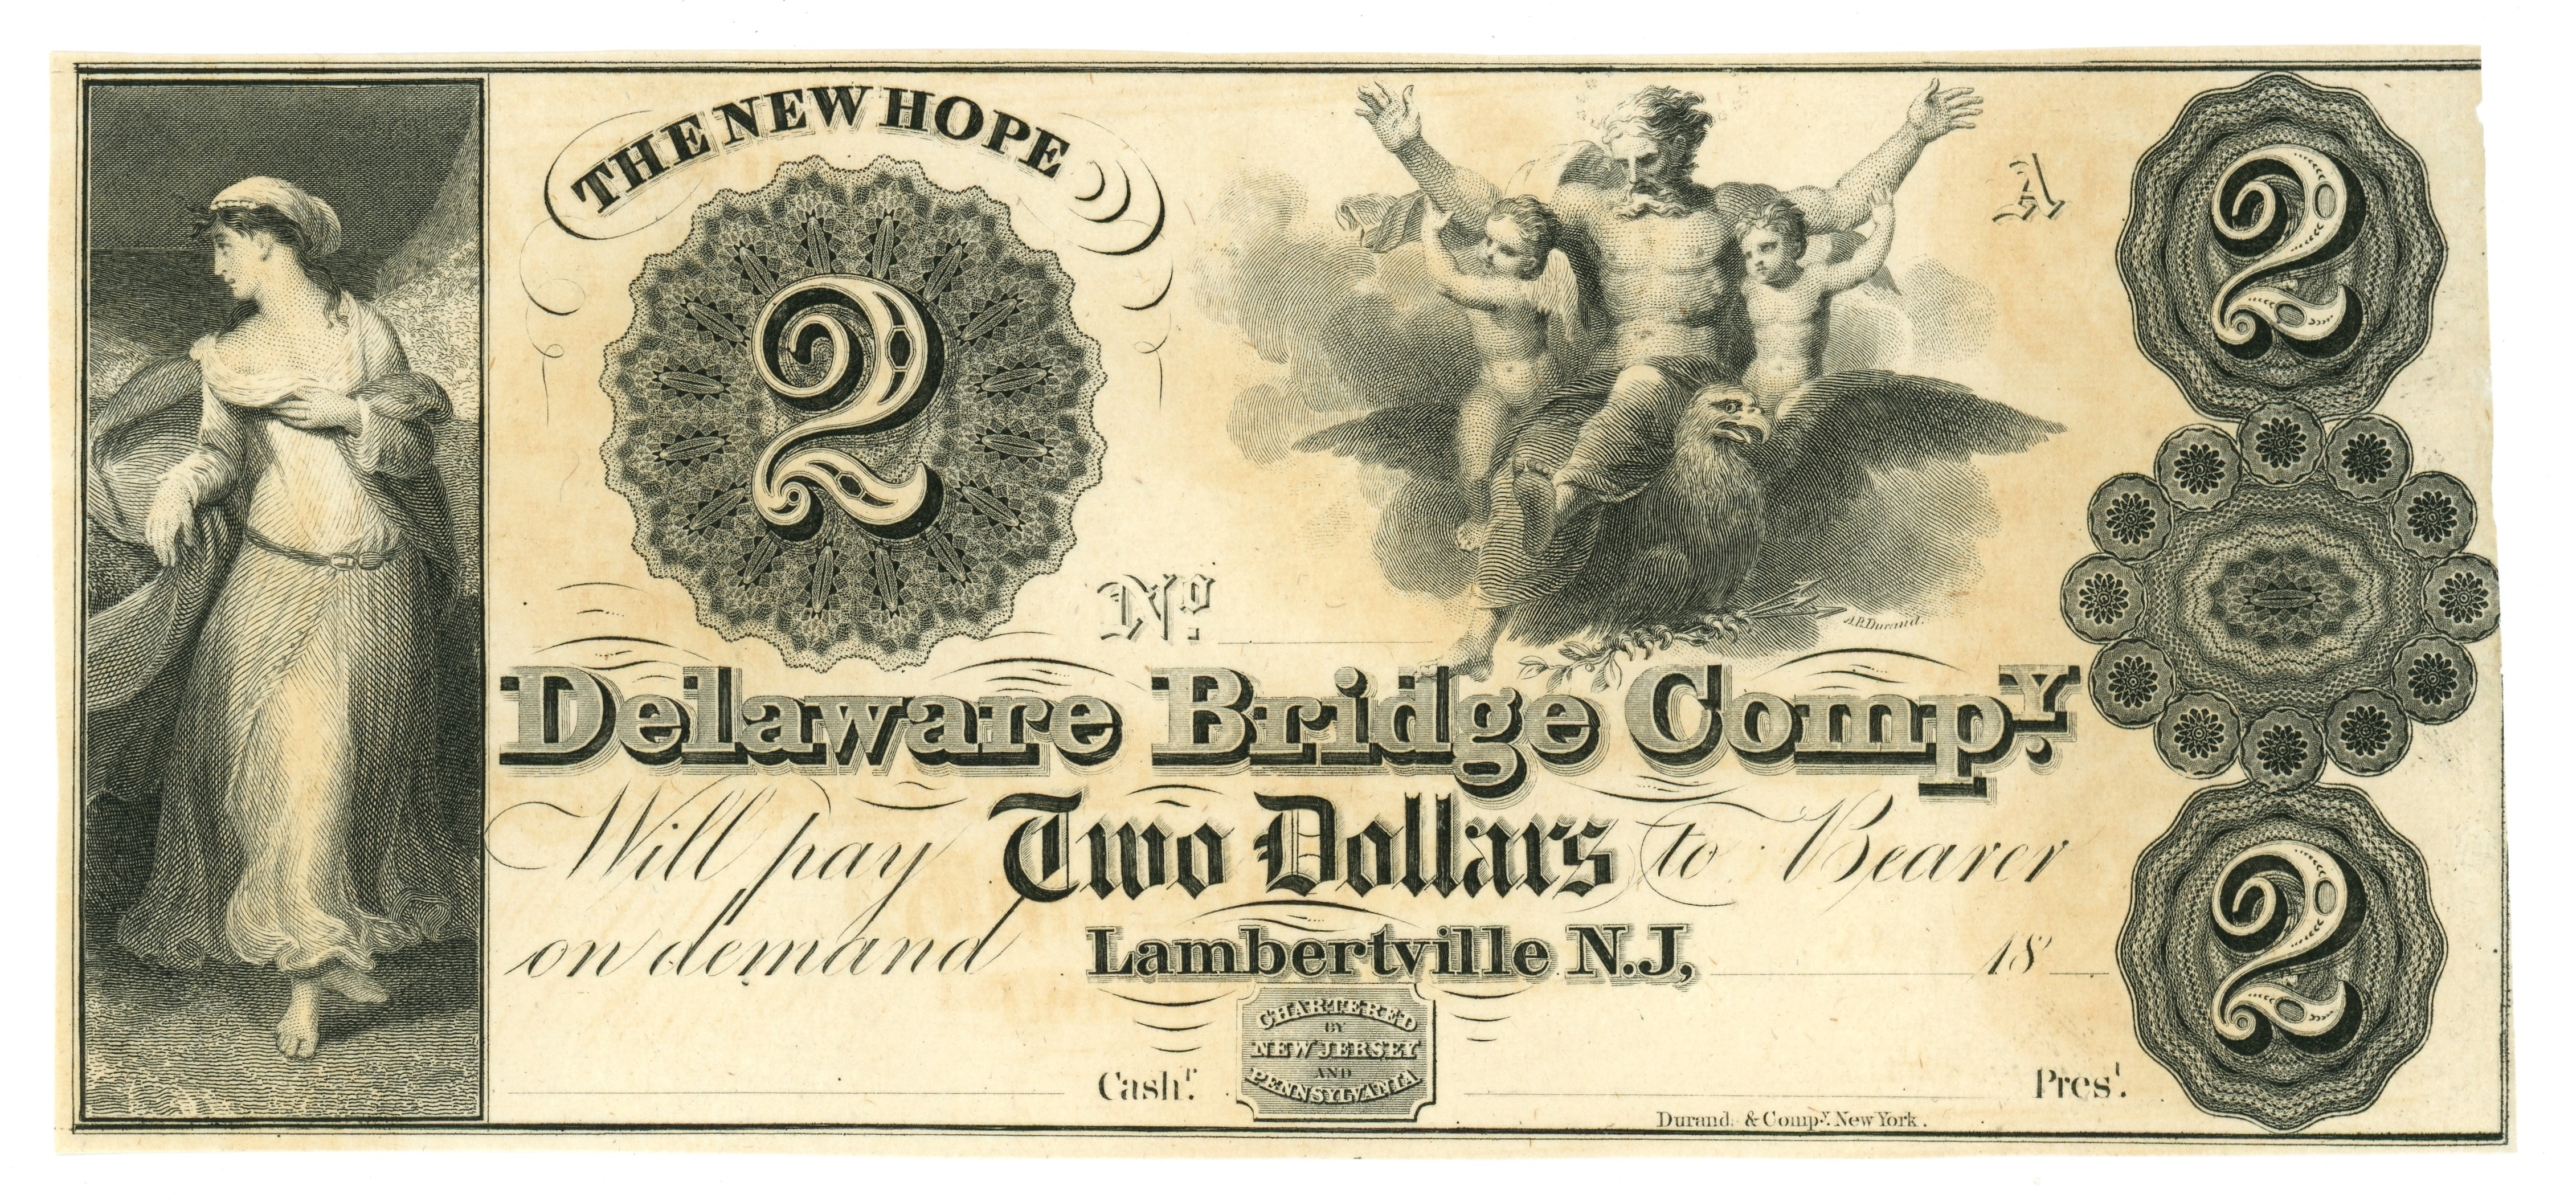 THE NEW HOPE
A
2
2
No.
A.B.Durand.
Delaware Bridge Compy.
Will pay Two Dollars to Bearer
on demand Lambertville N.J, 18
2
CHARTERED
BY
NEW JERSEY
AND
PENNSYLVANIA
Cashr. Prest.
Durand & Compy. New York.